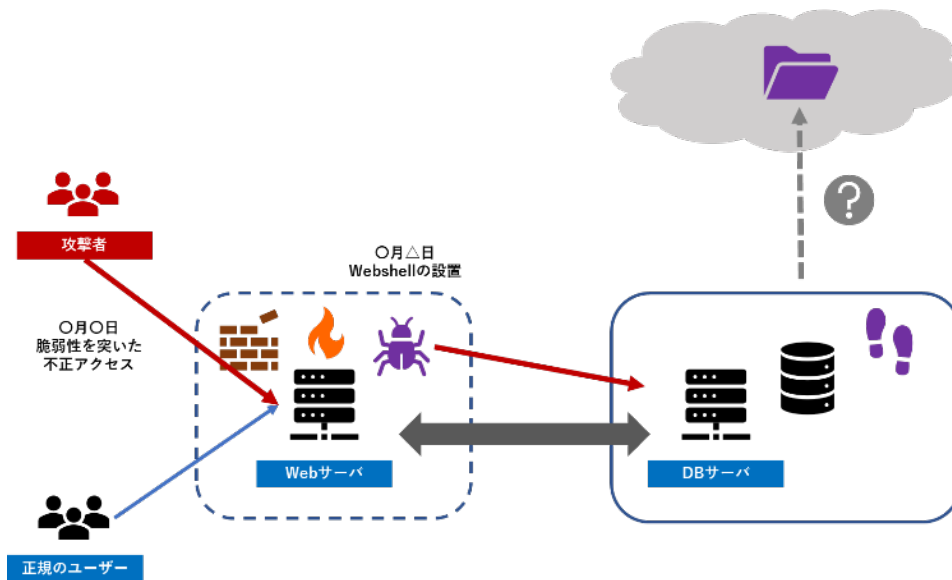 攻撃者
〇月△日
Webshellの設置
〇月〇日
脆弱性を突いた
不正アクセス
?
Webサーバ
DBサーバ
正規のユーザー